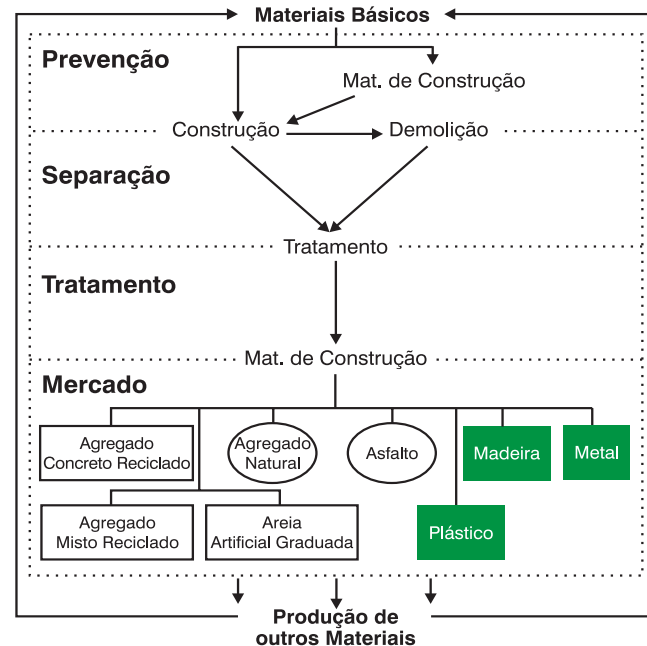 Materiais Básicos
Prevenção
Mat. de Construção
Construção
Demolição
Separação
Tratamento
Tratamento
Mat. de Construção
Mercado
Agregado
Concreto Reciclado
Agregado
Natural
Asfalto
Madeira
Metal
Agregado
Misto Reciclado
Areia
Artificial Graduada
Plástico
Produção de
outros Materiais